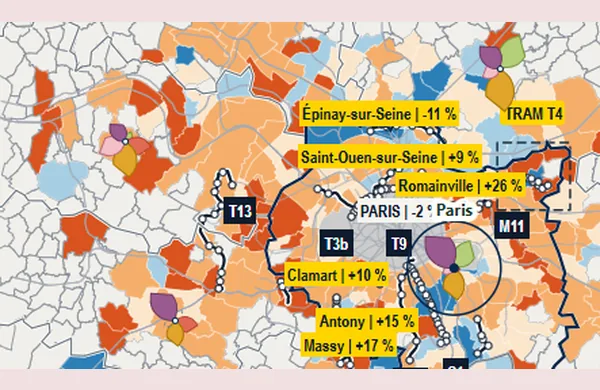 Épinay-sur-Seine | -11 %
TRAM T4
Saint-Ouen-sur-Seine | +9 %
Romainville | +26 %
T13
PARIS | -2 %
Paris
M11
T3b
T9
Clamart | +10 %
Antony | +15 %
Massy | +17 %